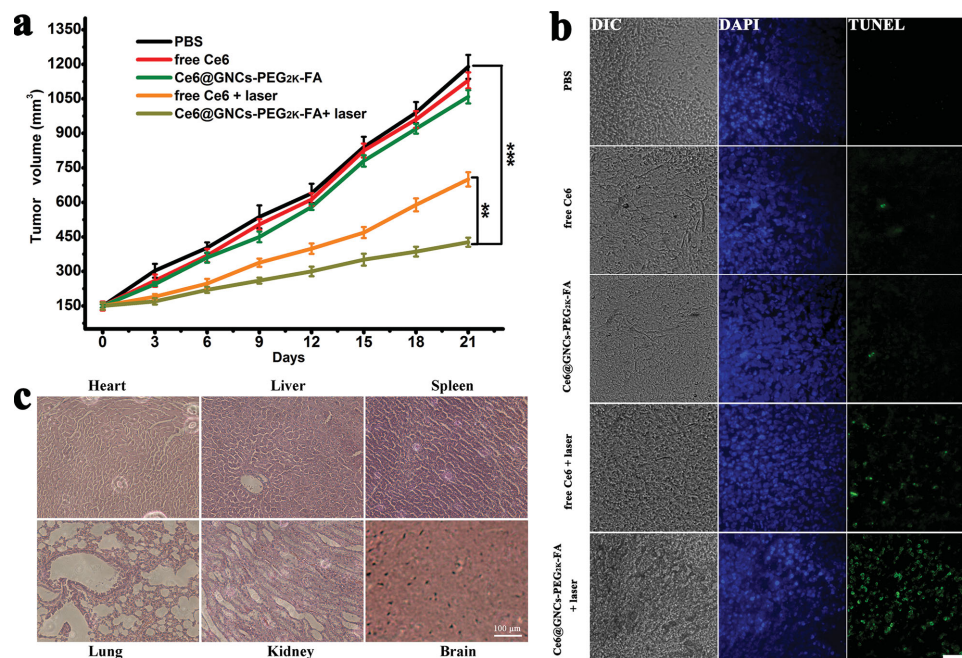 a
1350
1200
1050
900
750
600
450
300
150
Tumor volume (mm³)
PBS
free Ce6
Ce6@GNCs-PEG2K-FA
free Ce6 + laser
Ce6@GNCs-PEG2K-FA+ laser
***
**
0 3 6 9 12 15 18 21
Days
b
DIC DAPI TUNEL
PBS
free Ce6
Ce6@GNCs-PEG2K-FA
free Ce6 + laser
Ce6@GNCs-PEG2K-FA
+ laser
c
Heart Liver Spleen
100 µm
Lung Kidney Brain